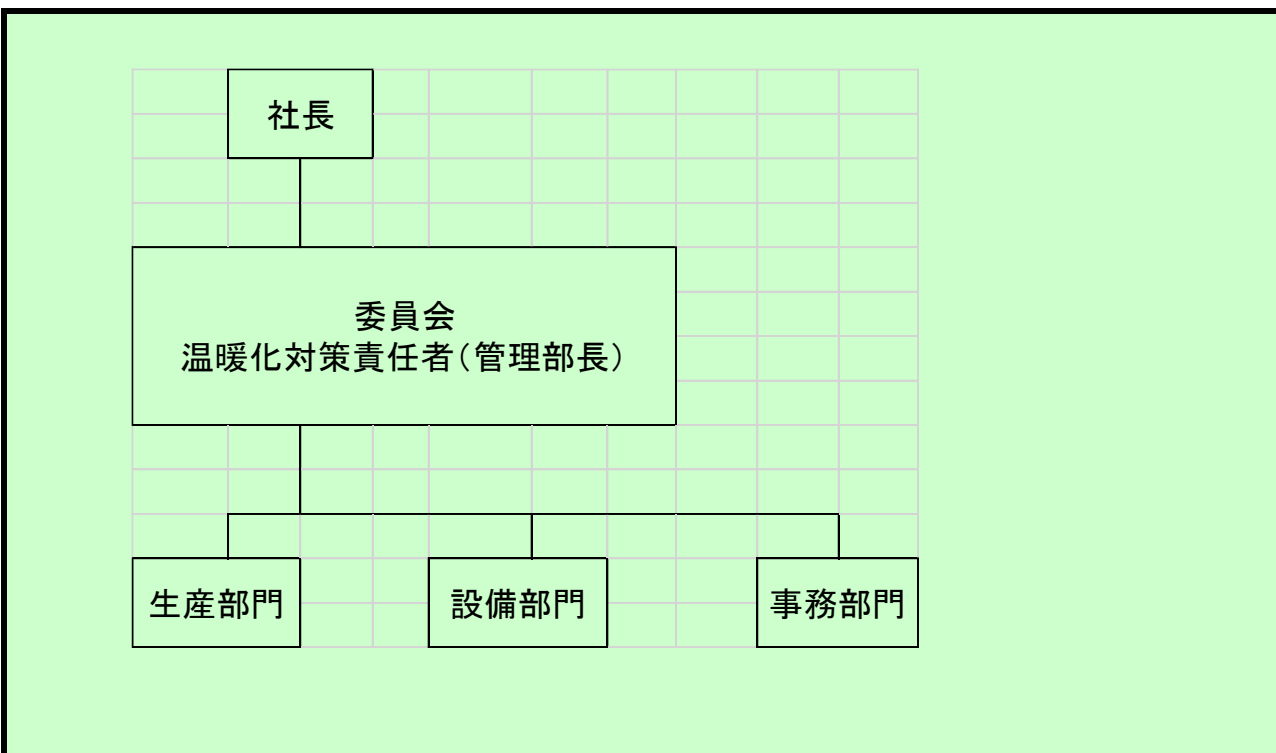 社長
委員会
温暖化対策責任者（管理部長）
生産部門
設備部門
事務部門